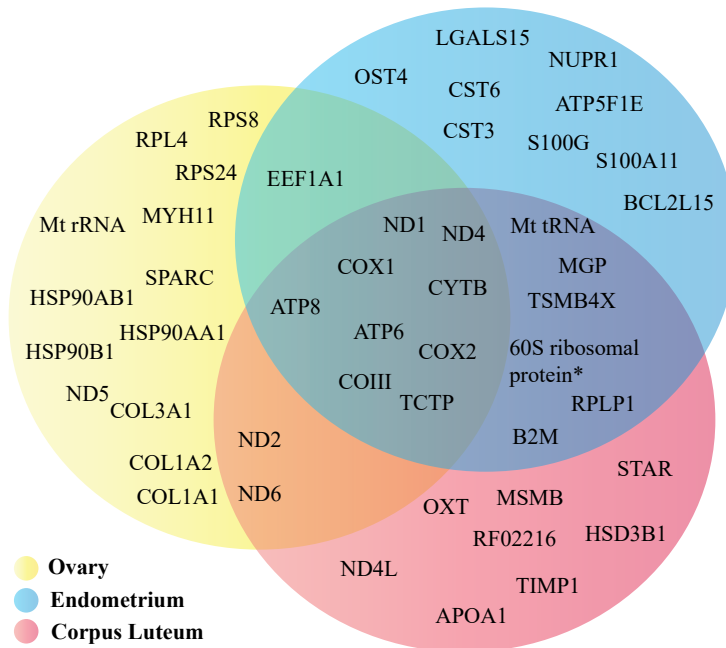 LGALS15
NUPR1
OST4
CST6
ATP5F1E
RPS8
CST3
RPL4
S100G
S100A11
RPS24
EEF1A1
BCL2L15
MYH11
Mt rRNA
ND1
ND4
Mt tRNA
COX1
MGP
SPARC
CYTB
HSP90AB1
TSMB4X
ATP8
HSP90AA1
ATP6
HSP90B1
COX2
60S ribosomal
protein*
COIII
ND5
TCTP
RPLP1
COL3A1
ND2
B2M
COL1A2
STAR
COL1A1
ND6
MSMB
OXT
HSD3B1
RF02216
ND4L
TIMP1
APOA1
Ovary
Endometrium
Corpus Luteum